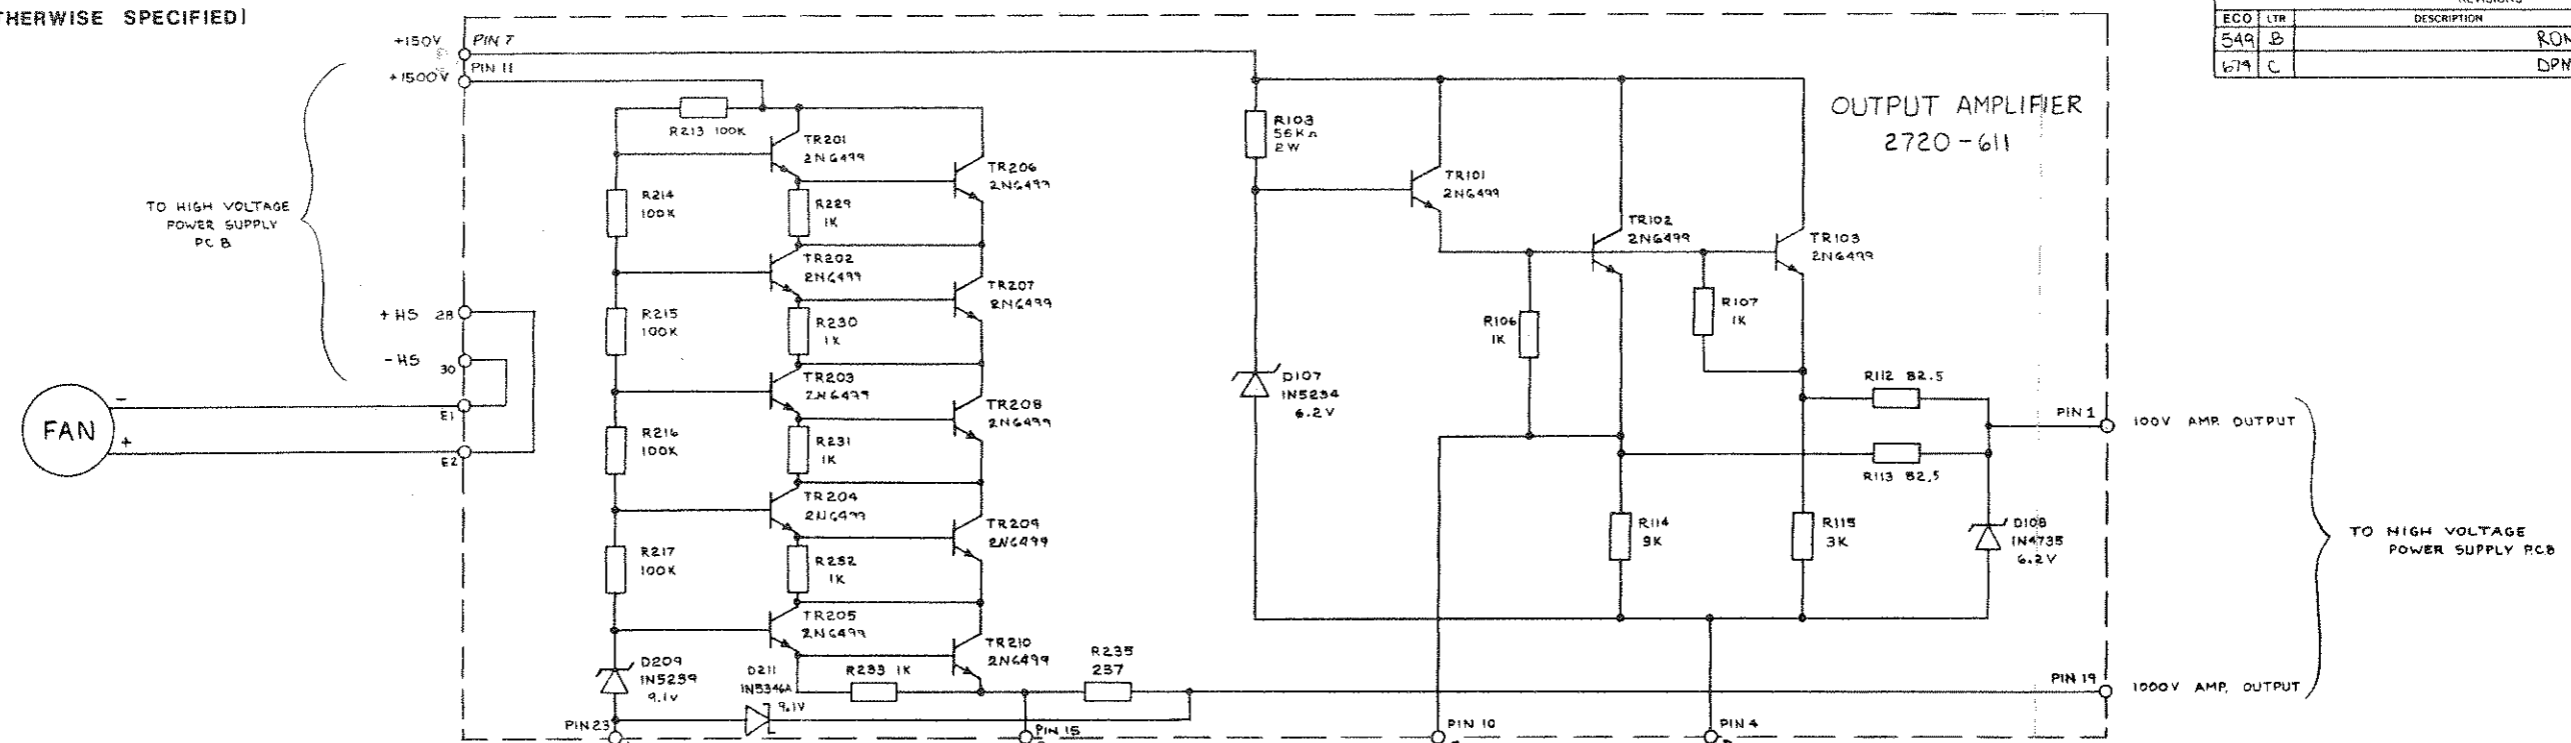 THERWISE SPECIFIED)
REVISIONS
ECO LTR DESCRIPTION
549 B RON
674 C DPN
OUTPUT AMPLIFIER
2720-611
+150V PIN 7
+1500V PIN 11
TO HIGH VOLTAGE
POWER SUPPLY
PC B
+H5 28
-H5 30
FAN
-
+
E1
E2
R213 100K
R214
100K
R215
100K
R216
100K
R217
100K
TR201
2N6499
TR202
2N6499
TR203
2N6499
TR204
2N6499
TR205
2N6499
R229
1K
R230
1K
R231
1K
R232
1K
R233 1K
TR206
2N6499
TR207
2N6499
TR208
2N6499
TR209
2N6499
TR210
2N6499
D209
1N5239
9.1V
D211
1N5346A
9.1V
R235
237
PIN 23
PIN 15
R103
56KΩ
2W
TR101
2N6499
TR102
2N6499
TR103
2N6499
R106
1K
R107
1K
D107
1N5234
6.2V
R112 82.5
R113 82.5
R114
9K
R115
3K
D108
1N4735
6.2V
PIN 1 100V AMP. OUTPUT
PIN 19 1000V AMP. OUTPUT
PIN 10
PIN 4
TO HIGH VOLTAGE
POWER SUPPLY PCB